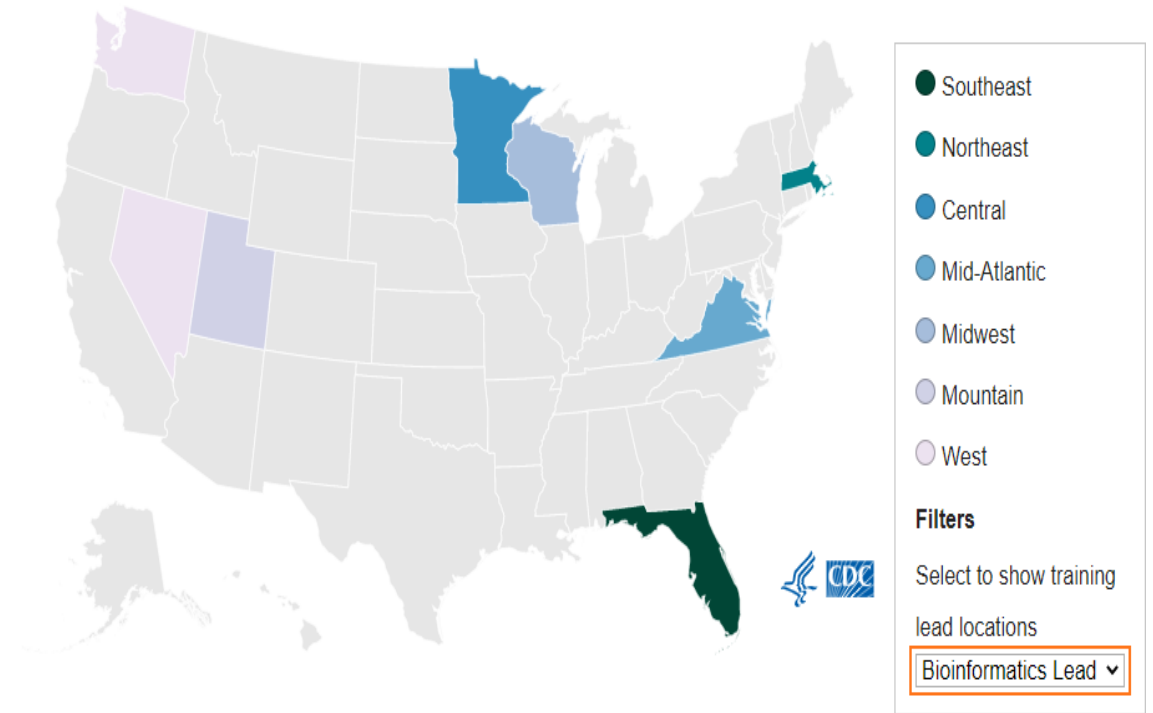 Southeast
Northeast
Central
Mid-Atlantic
Midwest
Mountain
West
Filters
Select to show training
lead locations
Bioinformatics Lead
CDC